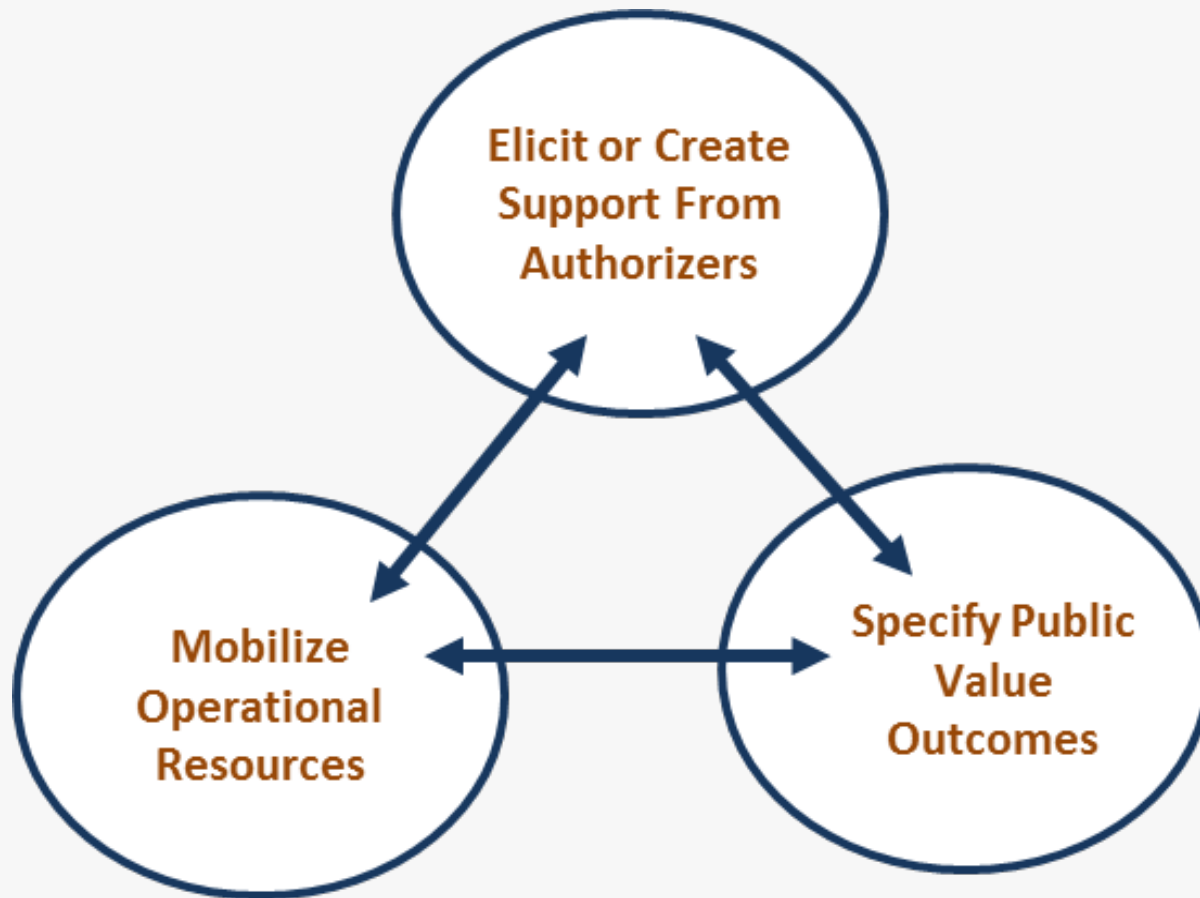 Elicit or Create
Support From
Authorizers
Mobilize
Operational
Resources
Specify Public
Value
Outcomes